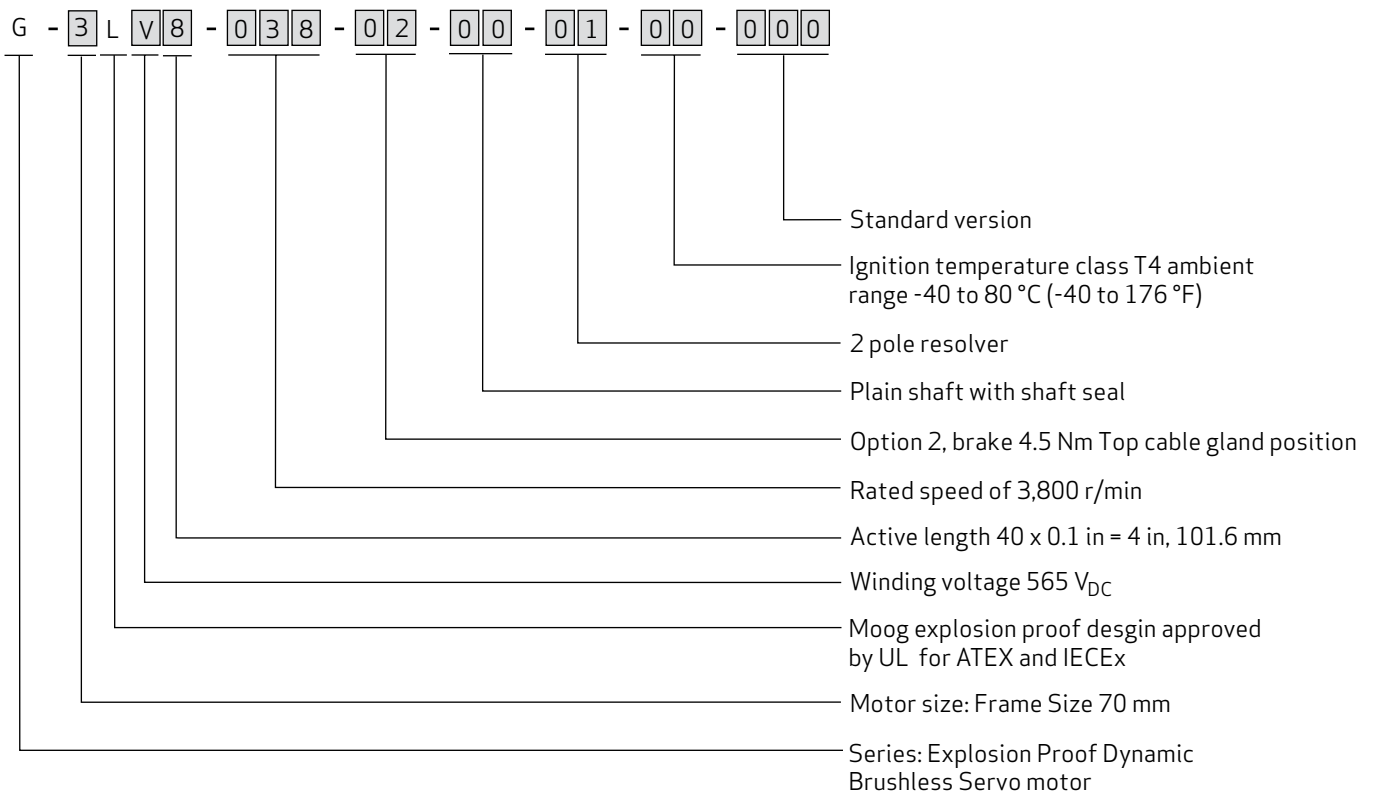 G - 3 L V 8 - 0 3 8 - 0 2 - 0 0 - 0 1 - 0 0 - 0 0 0
Standard version
Ignition temperature class T4 ambient
range -40 to 80 °C (-40 to 176 °F)
2 pole resolver
Plain shaft with shaft seal
Option 2, brake 4.5 Nm Top cable gland position
Rated speed of 3,800 r/min
Active length 40 x 0.1 in = 4 in, 101.6 mm
Winding voltage 565 VDC
Moog explosion proof desgin approved
by UL for ATEX and IECEx
Motor size: Frame Size 70 mm
Series: Explosion Proof Dynamic
Brushless Servo motor